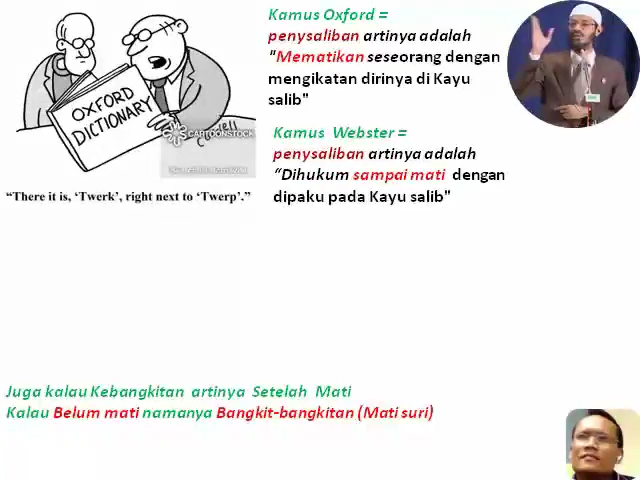 OXFORD
DICTIONARY
CARTOONSTOCK
“There it is, ‘Twerk’, right next to ‘Twerp’.”
Kamus Oxford =
penysaliban artinya adalah
"Mematikan seseorang dengan
mengikatan dirinya di Kayu
salib"
Kamus Webster =
penysaliban artinya adalah
“Dihukum sampai mati dengan
dipaku pada Kayu salib"
Juga kalau Kebangkitan artinya Setelah Mati
Kalau Belum mati namanya Bangkit-bangkitan (Mati suri)